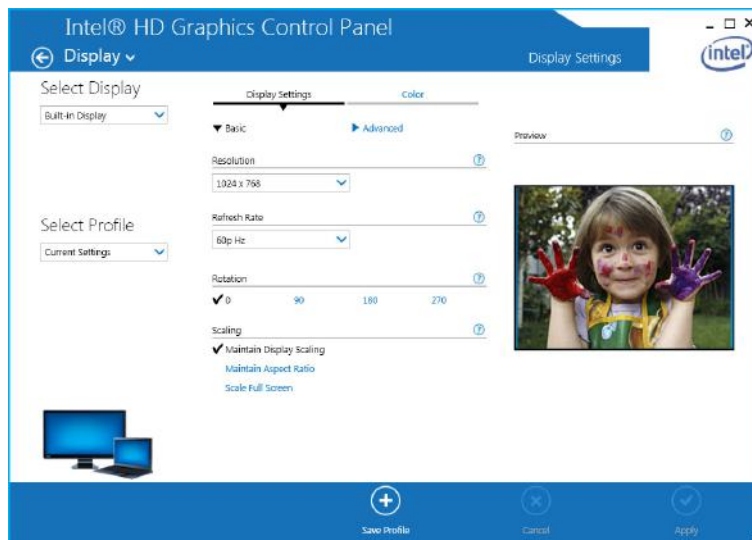 Intel® HD Graphics Control Panel
Display
Display Settings
intel
Select Display
Built-in Display
Select Profile
Current Settings
Display Settings
Color
Basic
Advanced
Resolution
1024 x 768
Refresh Rate
60p Hz
Rotation
0 90 180 270
Scaling
Maintain Display Scaling
Maintain Aspect Ratio
Scale Full Screen
Preview
Save Profile
Cancel
Apply